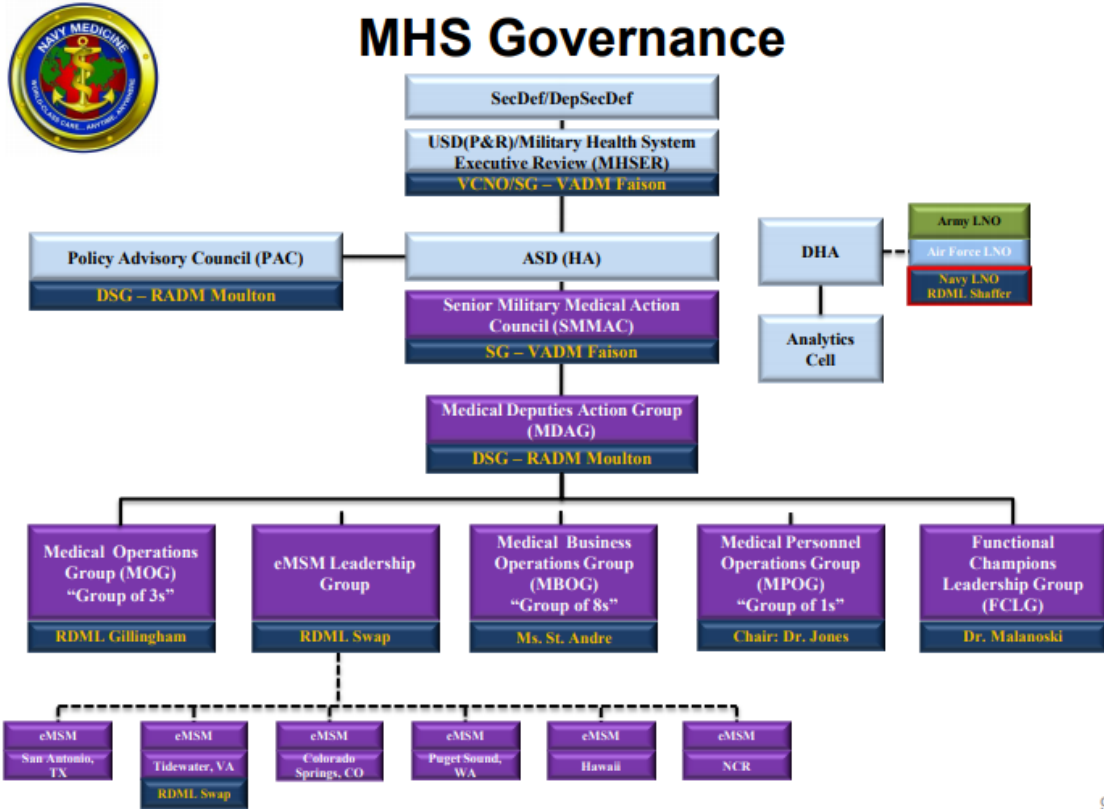 MHS Governance
NAVY MEDICINE
WORLD-CLASS CARE... ANYTIME, ANYWHERE
SecDef/DepSecDef
USD(P&R)/Military Health System
Executive Review (MHSER)
VCNO/SG – VADM Faison
Policy Advisory Council (PAC)
DSG – RADM Moulton
ASD (HA)
Senior Military Medical Action
Council (SMMAC)
SG – VADM Faison
DHA
Army LNO
Air Force LNO
Navy LNO
RDML Shaffer
Analytics
Cell
Medical Deputies Action Group
(MDAG)
DSG – RADM Moulton
Medical Operations
Group (MOG)
“Group of 3s”
RDML Gillingham
eMSM Leadership
Group
RDML Swap
Medical Business
Operations Group
(MBOG)
“Group of 8s”
Ms. St. Andre
Medical Personnel
Operations Group
(MPOG)
“Group of 1s”
Chair: Dr. Jones
Functional
Champions
Leadership Group
(FCLG)
Dr. Malanoski
eMSM
San Antonio,
TX
eMSM
Tidewater, VA
RDML Swap
eMSM
Colorado
Springs, CO
eMSM
Puget Sound,
WA
eMSM
Hawaii
eMSM
NCR
9